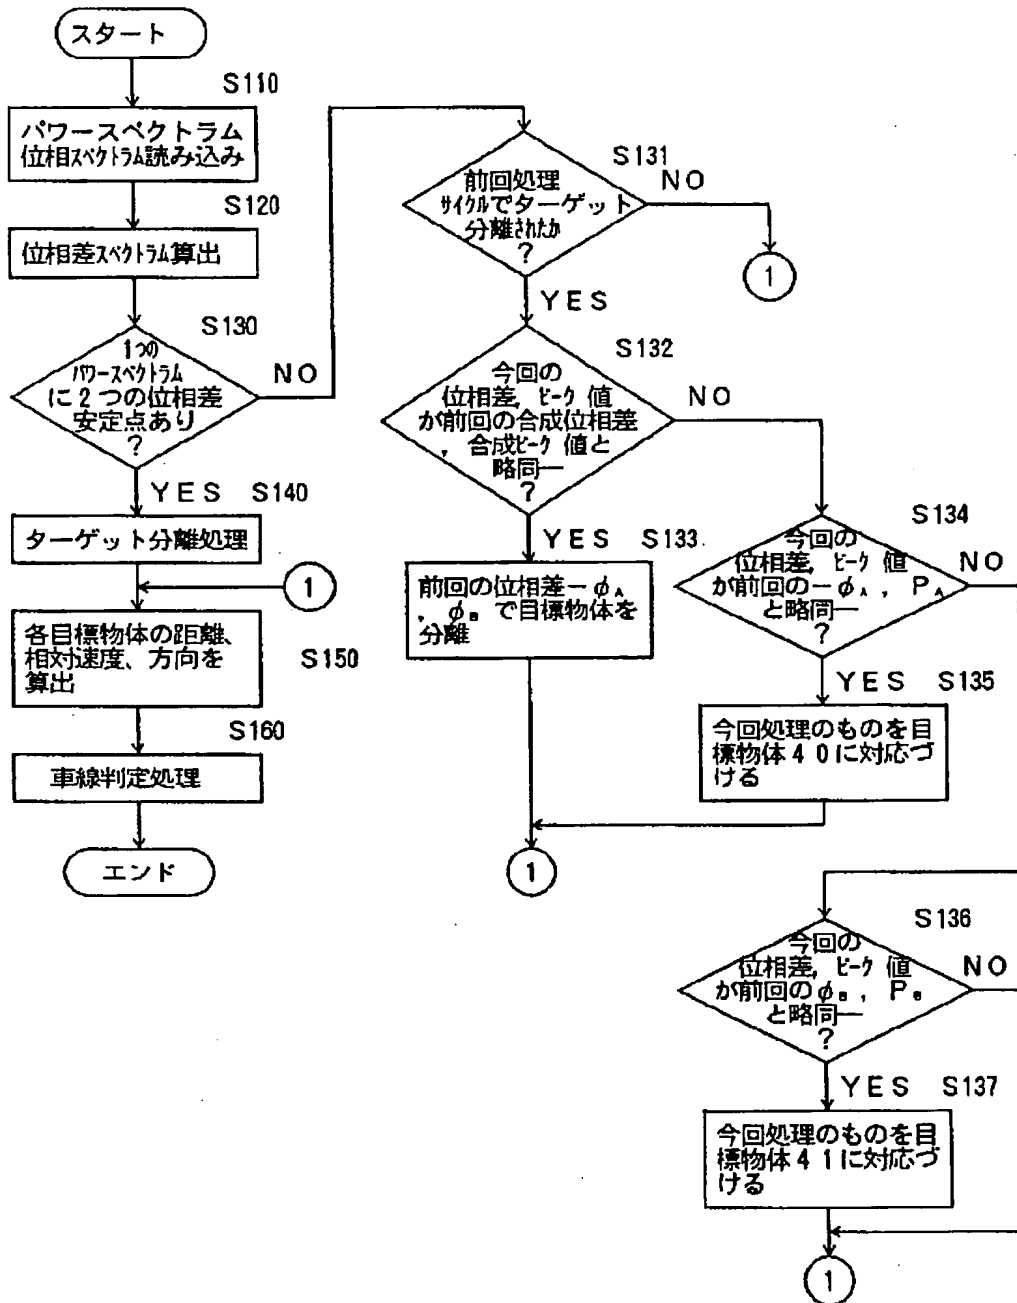 スタート
S110
パワースペクトラム
位相スペクトラム読み込み
S120
位相差スペクトラム算出
S130
1つの
パワースペクトラム
に2つの位相差
安定点あり
?
NO
YES S140
ターゲット分離処理
1
各目標物体の距離、
相対速度、方向を
算出
S150
S160
車線判定処理
エンド
S131
前回処理
サイクルでターゲット
分離されたか
?
NO
1
YES
S132
今回の
位相差, ピーク 値
が前回の合成位相差
, 合成ピーク 値と
略同一
?
NO
YES S133
前回の位相差－φA
, φB で目標物体を
分離
S134
今回の
位相差, ピーク 値
が前回の－φA , PA
と略同一
?
NO
YES S135
今回処理のものを目
標物体40に対応づ
ける
1
S136
今回の
位相差, ピーク 値
が前回のφB , PB
と略同一
?
NO
YES S137
今回処理のものを目
標物体41に対応づ
ける
1